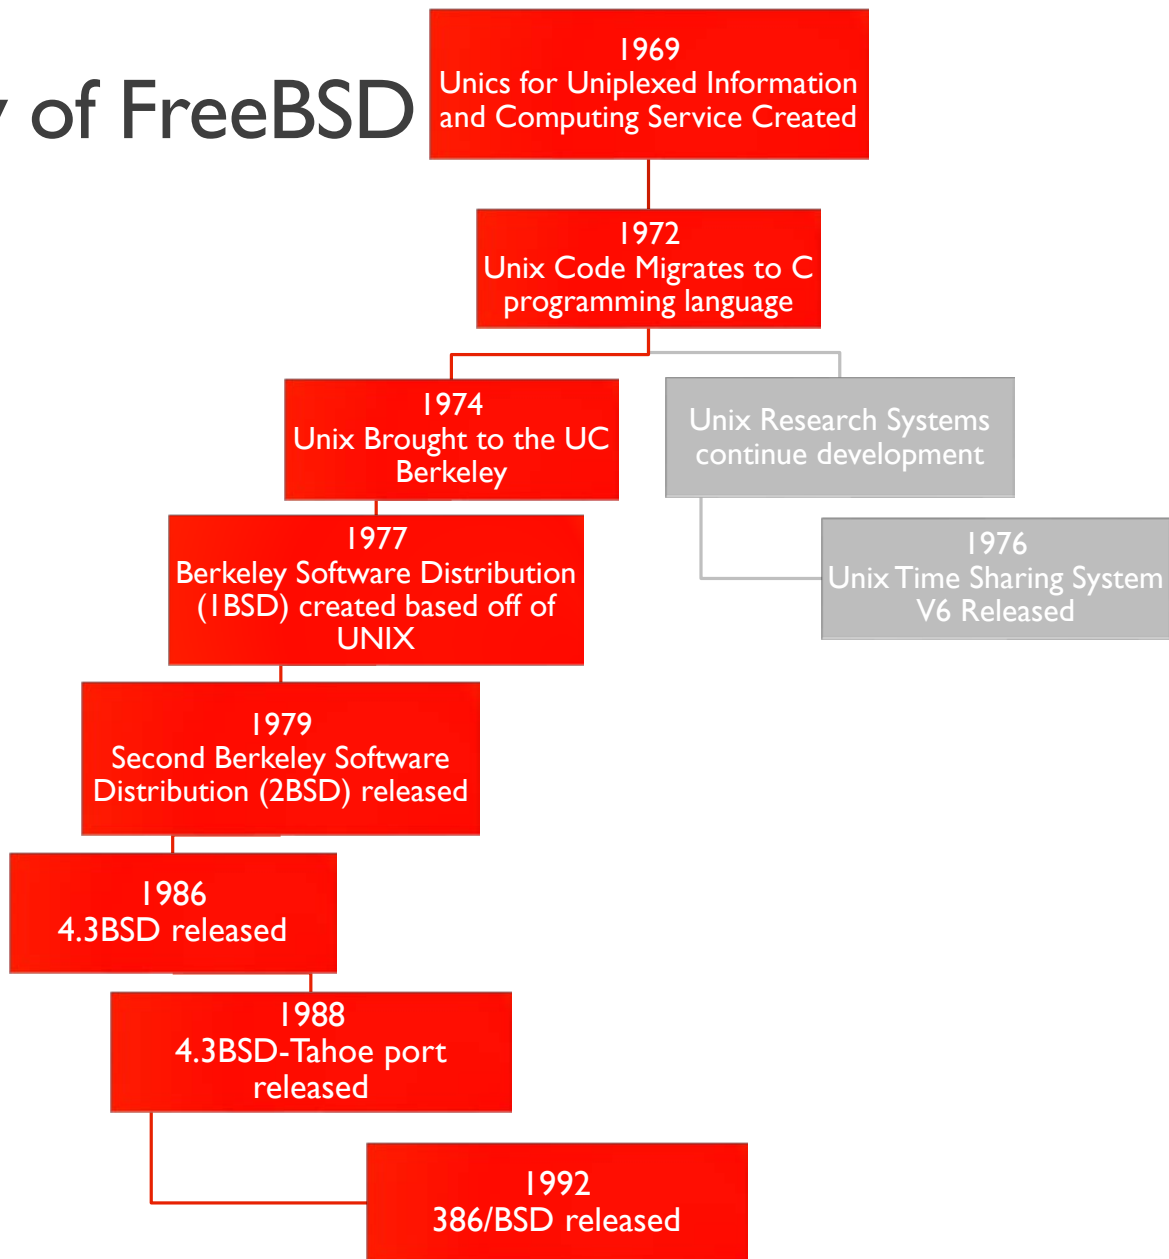 y of FreeBSD
1969
Unics for Uniplexed Information
and Computing Service Created
1972
Unix Code Migrates to C
programming language
1974
Unix Brought to the UC
Berkeley
Unix Research Systems
continue development
1977
Berkeley Software Distribution
(1BSD) created based off of
UNIX
1976
Unix Time Sharing System
V6 Released
1979
Second Berkeley Software
Distribution (2BSD) released
1986
4.3BSD released
1988
4.3BSD-Tahoe port
released
1992
386/BSD released